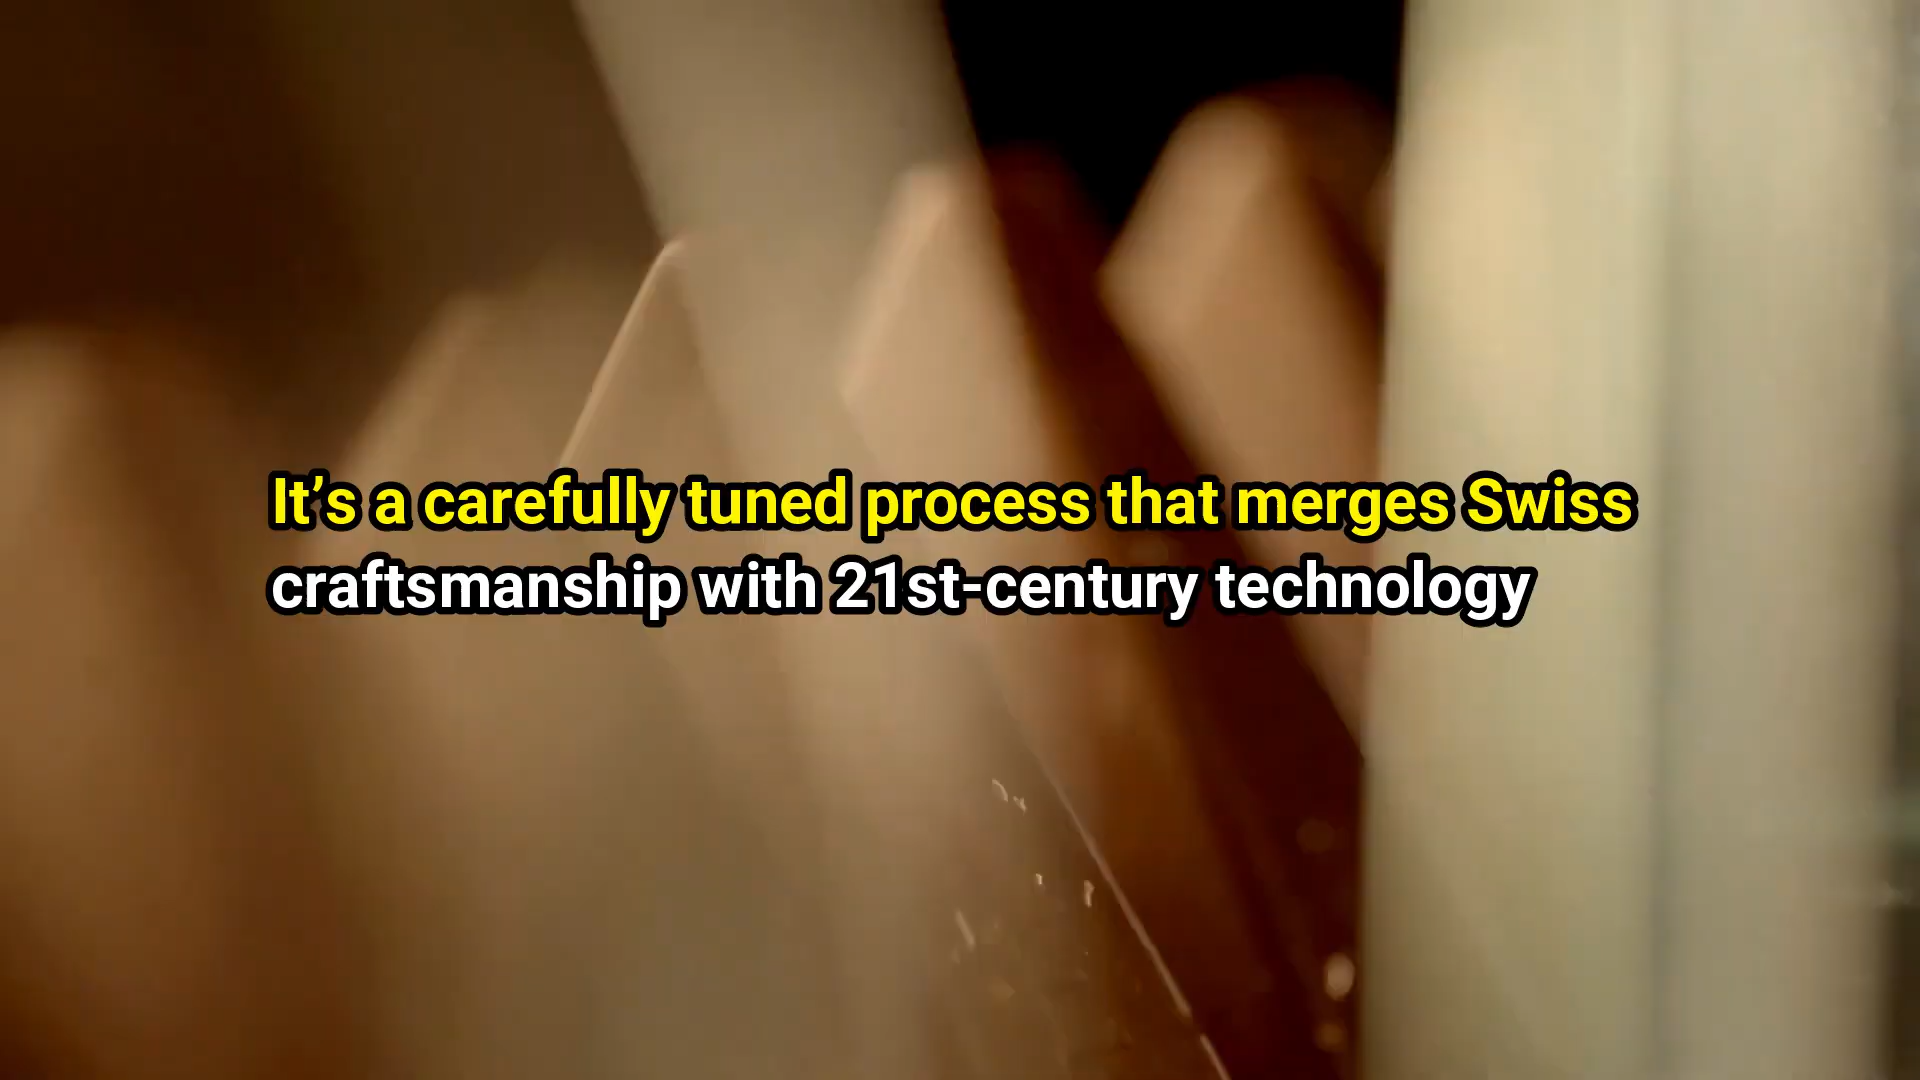 It’s a carefully tuned process that merges Swiss
craftsmanship with 21st-century technology